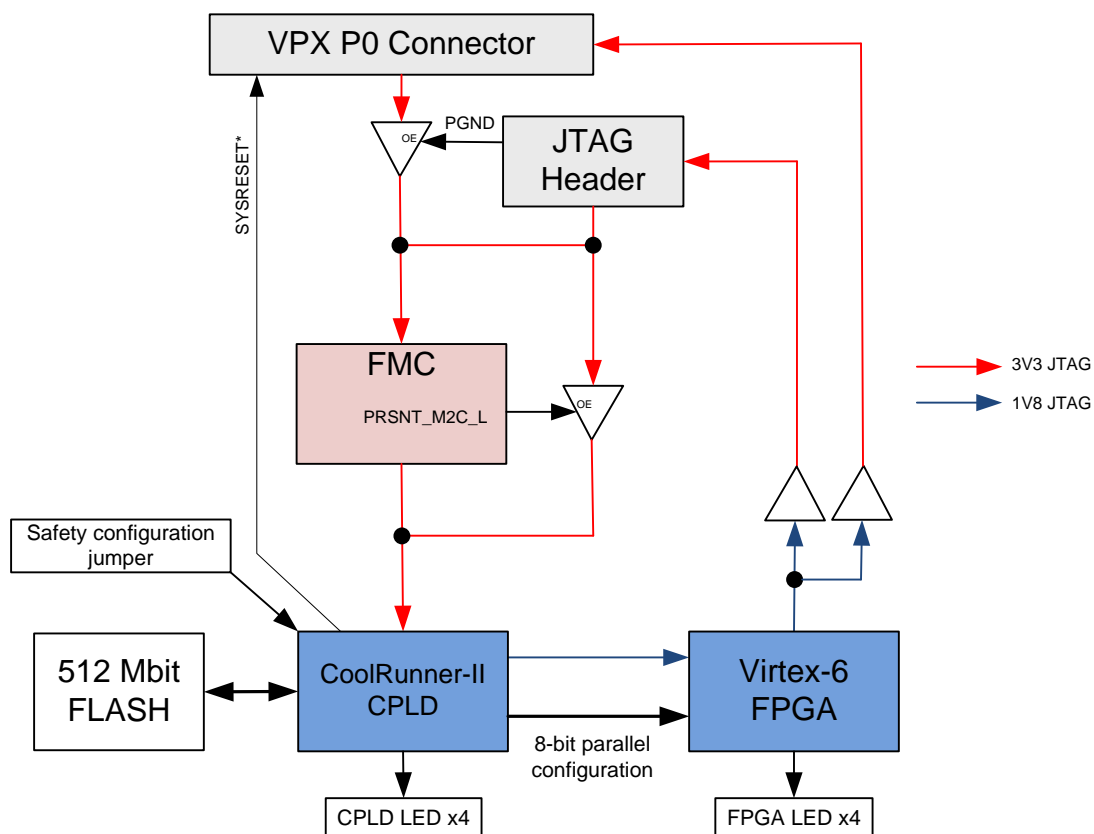 VPX P0 Connector
SYSRESET*
OE
PGND
JTAG
Header
FMC
PRSNT_M2C_L
OE
3V3 JTAG
1V8 JTAG
Safety configuration
jumper
512 Mbit
FLASH
CoolRunner-II
CPLD
8-bit parallel
configuration
Virtex-6
FPGA
CPLD LED x4
FPGA LED x4